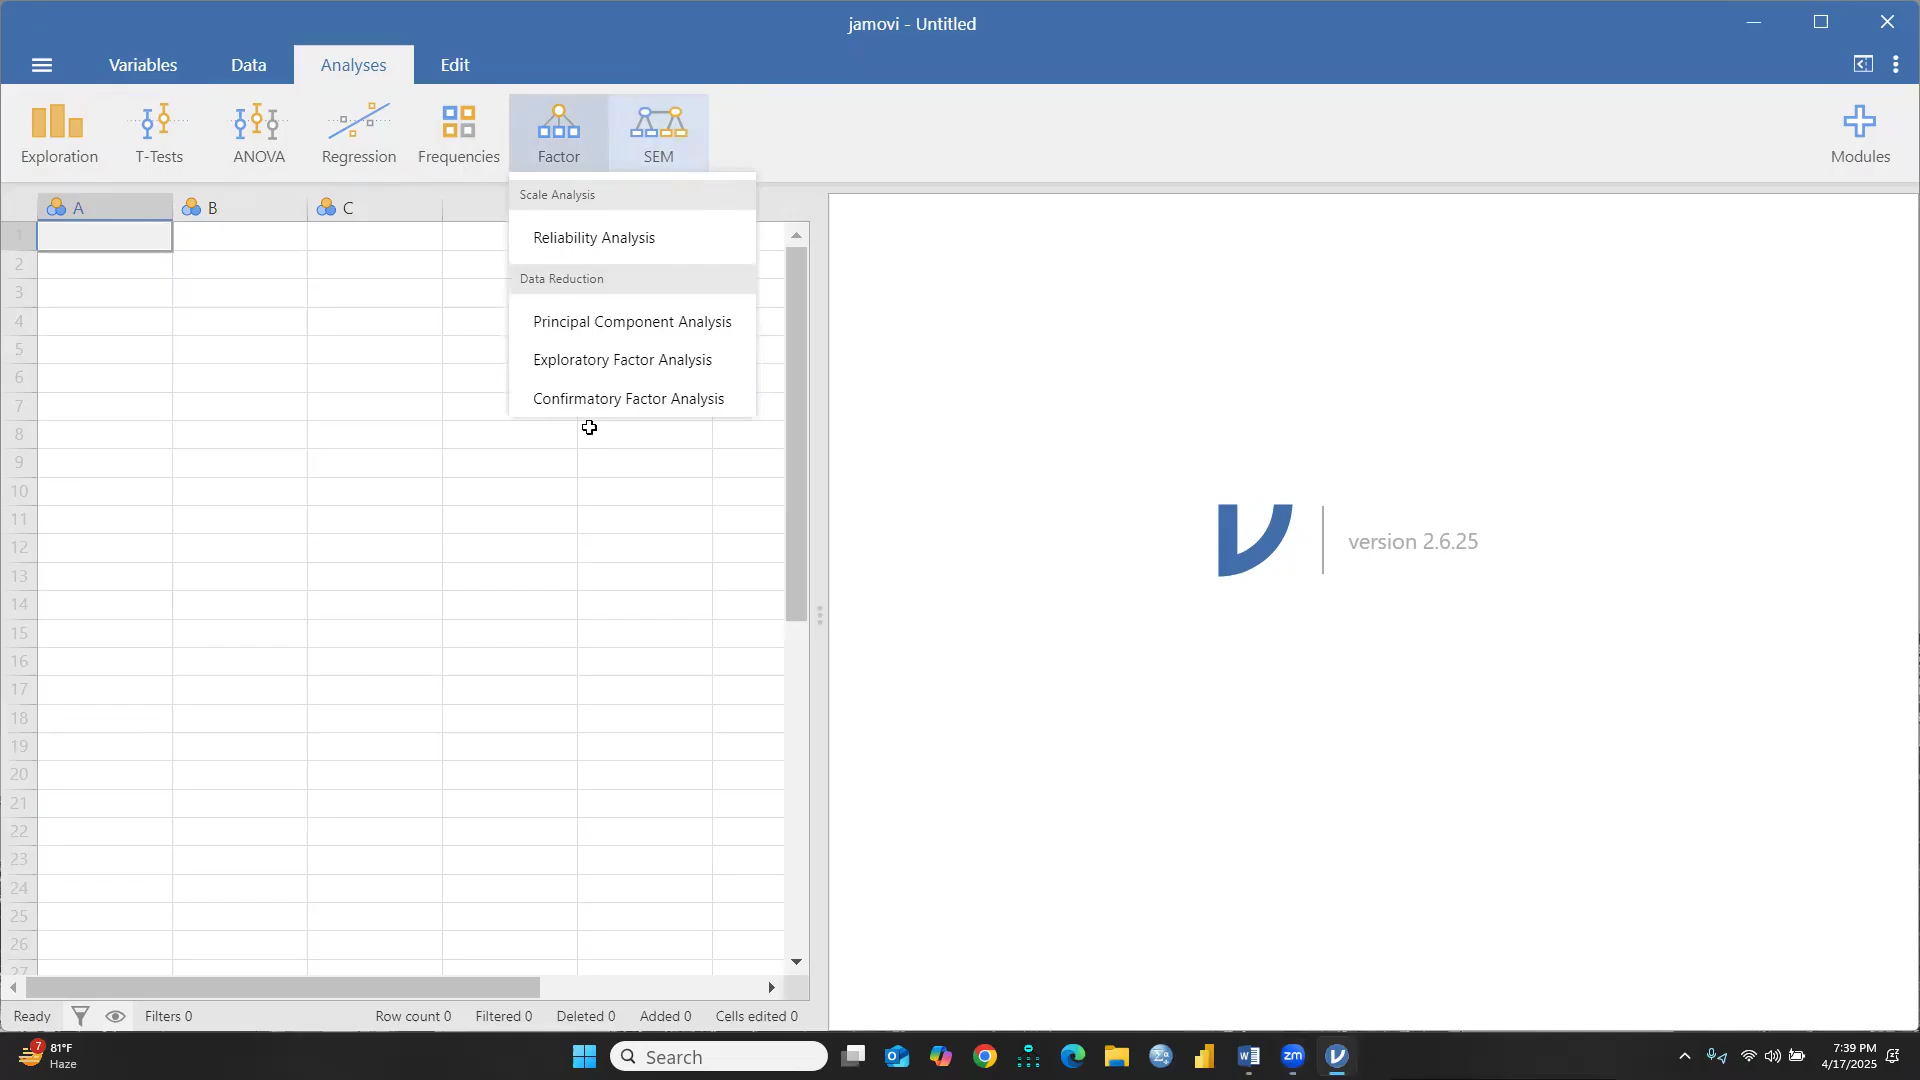 jamovi - Untitled
Variables
Data
Analyses
Edit
Exploration
T-Tests
ANOVA
Regression
Frequencies
Factor
SEM
Modules
Scale Analysis
Reliability Analysis
Data Reduction
Principal Component Analysis
Exploratory Factor Analysis
Confirmatory Factor Analysis
A
B
C
1
2
3
4
5
6
7
8
9
10
11
12
13
14
15
16
17
18
19
20
21
22
23
24
25
26
27
version 2.6.25
Ready
Filters 0
Row count 0
Filtered 0
Deleted 0
Added 0
Cells edited 0
7
81°F
Haze
Search
zm
7:39 PM
4/17/2025